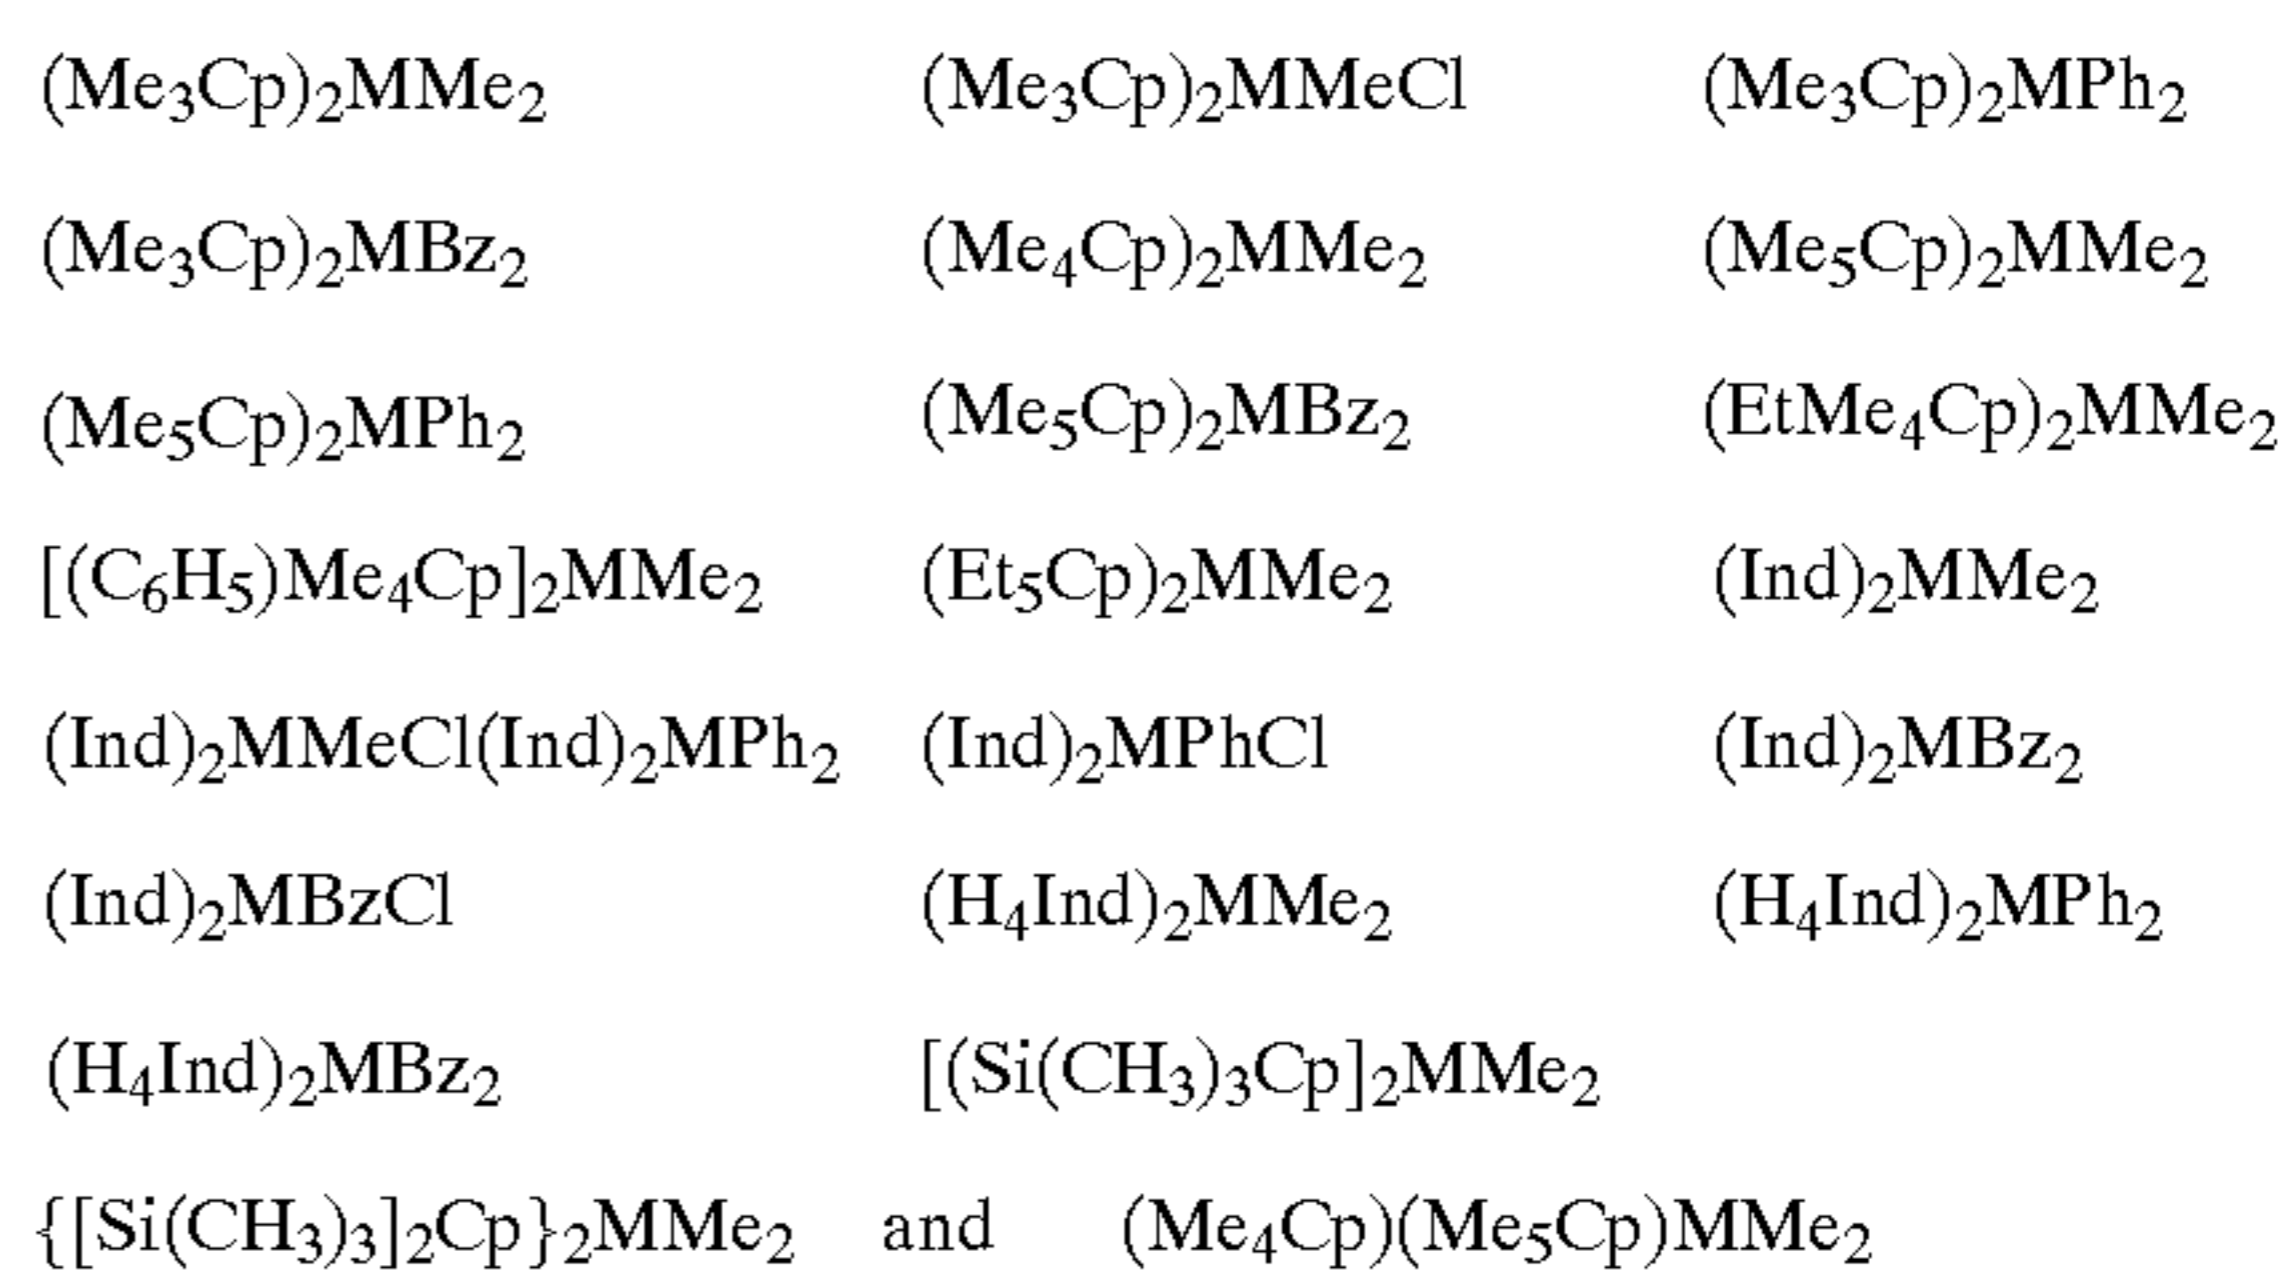 (Me₃Cp)₂MMe₂ (Me₃Cp)₂MMeCl (Me₃Cp)₂MPh₂
(Me₃Cp)₂MBz₂ (Me₄Cp)₂MMe₂ (Me₅Cp)₂MMe₂
(Me₅Cp)₂MPh₂ (Me₅Cp)₂MBz₂ (EtMe₄Cp)₂MMe₂
[(C₆H₅)Me₄Cp]₂MMe₂ (Et₅Cp)₂MMe₂ (Ind)₂MMe₂
(Ind)₂MMeCl(Ind)₂MPh₂ (Ind)₂MPhCl (Ind)₂MBz₂
(Ind)₂MBzCl (H₄Ind)₂MMe₂ (H₄Ind)₂MPh₂
(H₄Ind)₂MBz₂ [(Si(CH₃)₃Cp]₂MMe₂
{[Si(CH₃)₃]₂Cp}₂MMe₂ and (Me₄Cp)(Me₅Cp)MMe₂